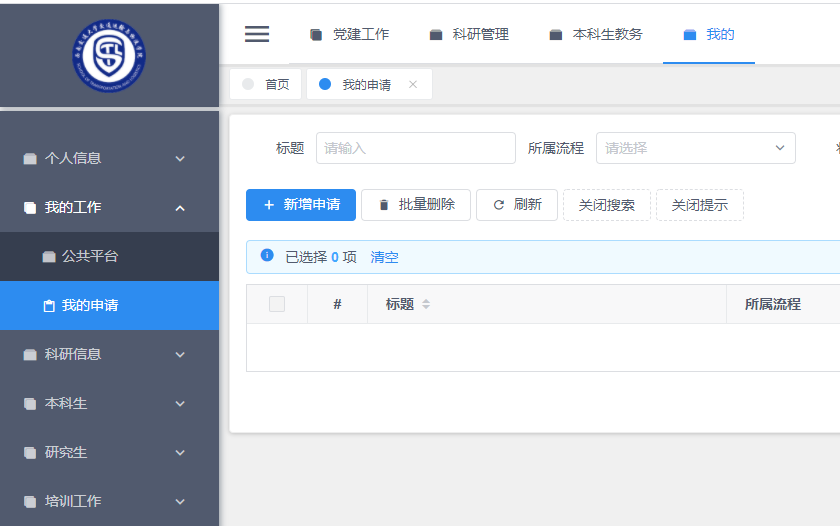 党建工作
科研管理
本科生教务
我的
首页
我的申请
个人信息
我的工作
公共平台
我的申请
科研信息
本科生
研究生
培训工作
标题 请输入 所属流程 请选择
新增申请 批量删除 刷新 关闭搜索 关闭提示
已选择 0 项 清空
# 标题 所属流程